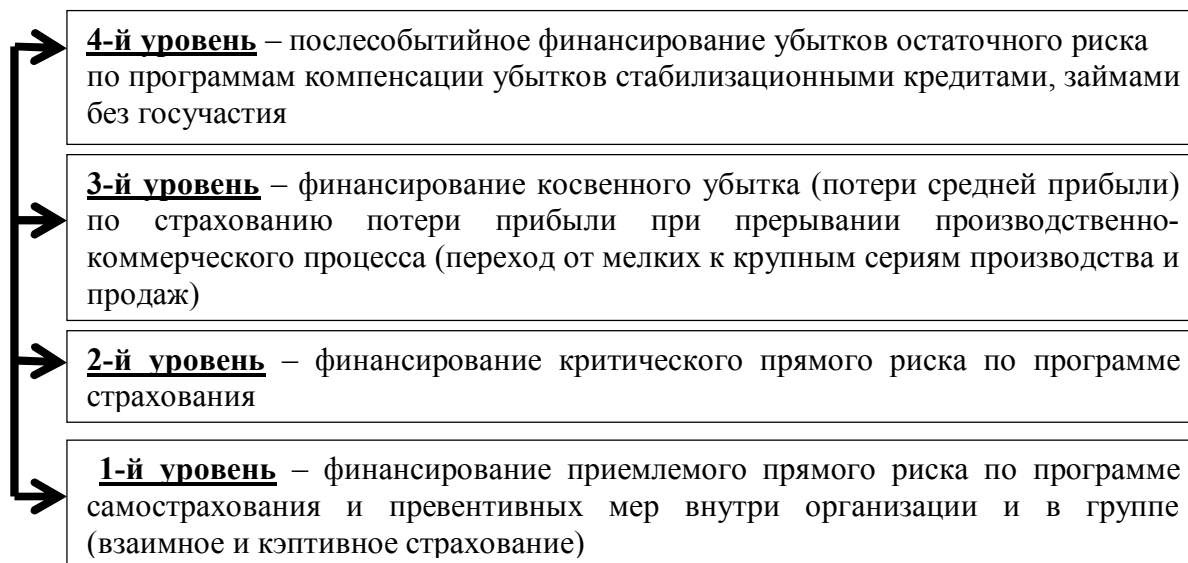 4-й уровень – послесобытийное финансирование убытков остаточного риска
по программам компенсации убытков стабилизационными кредитами, займами
без госучастия
3-й уровень – финансирование косвенного убытка (потери средней прибыли)
по страхованию потери прибыли при прерывании производственно-
коммерческого процесса (переход от мелких к крупным сериям производства и
продаж)
2-й уровень – финансирование критического прямого риска по программе
страхования
1-й уровень – финансирование приемлемого прямого риска по программе
самострахования и превентивных мер внутри организации и в группе
(взаимное и кэптивное страхование)